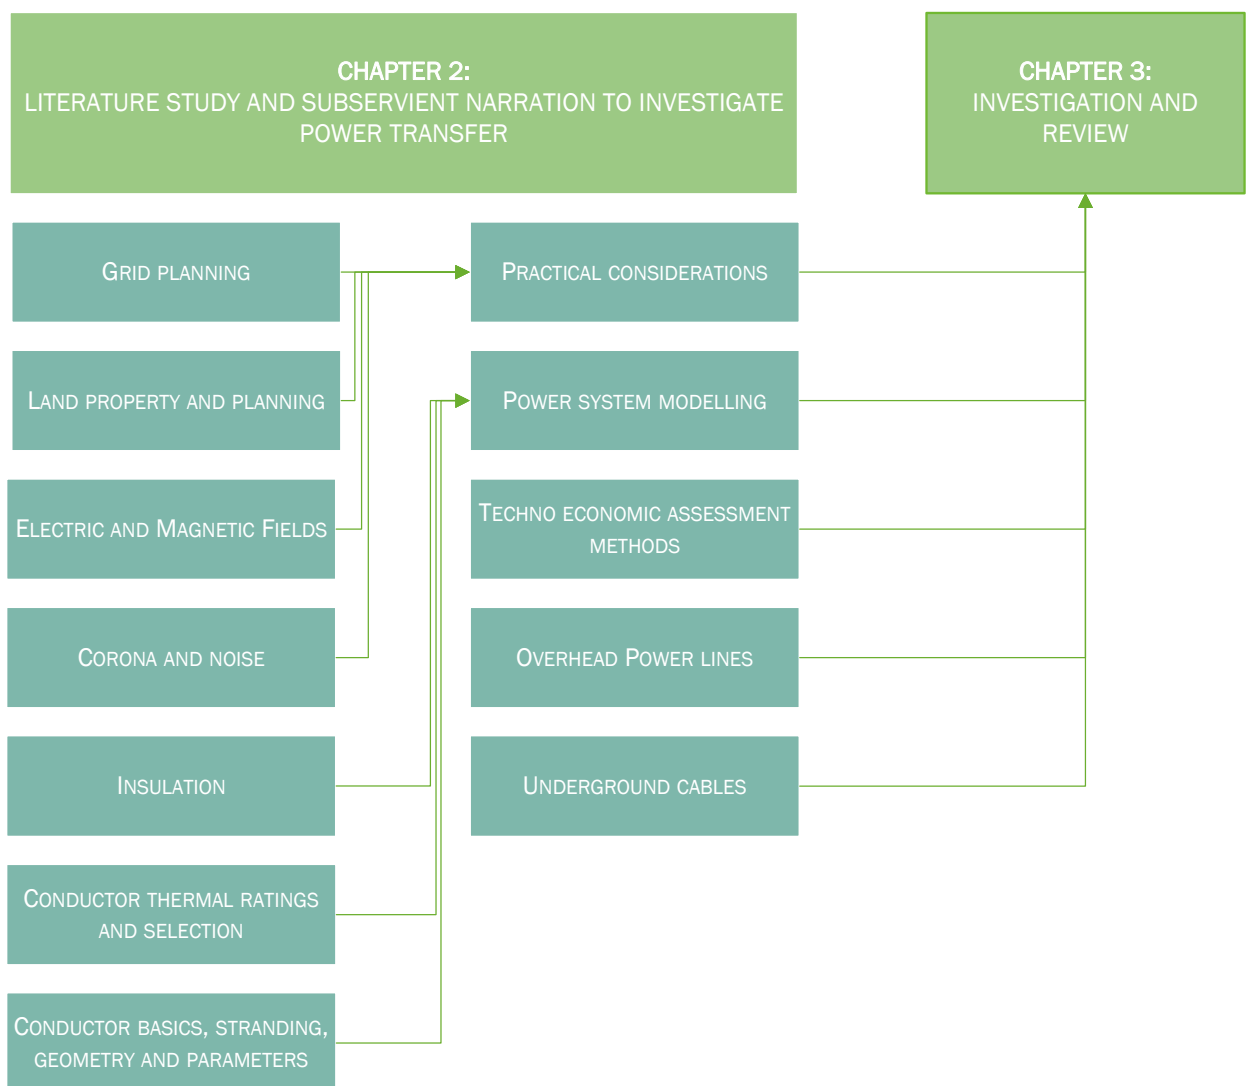 CHAPTER 2:
LITERATURE STUDY AND SUBSERVIENT NARRATION TO INVESTIGATE
POWER TRANSFER
CHAPTER 3:
INVESTIGATION AND
REVIEW
GRID PLANNING
LAND PROPERTY AND PLANNING
ELECTRIC AND MAGNETIC FIELDS
CORONA AND NOISE
INSULATION
CONDUCTOR THERMAL RATINGS
AND SELECTION
CONDUCTOR BASICS, STRANDING,
GEOMETRY AND PARAMETERS
PRACTICAL CONSIDERATIONS
POWER SYSTEM MODELLING
TECHNO ECONOMIC ASSESSMENT
METHODS
OVERHEAD POWER LINES
UNDERGROUND CABLES